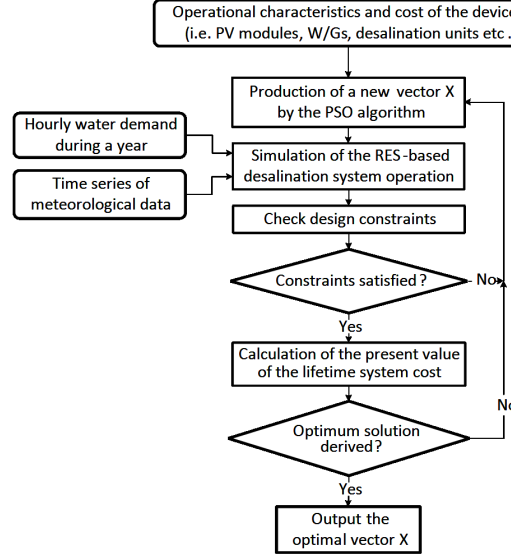 Operational characteristics and cost of the device
(i.e. PV modules, W/Gs, desalination units etc .
Production of a new vector X
by the PSO algorithm
Hourly water demand
during a year
Simulation of the RES-based
desalination system operation
Time series of
meteorological data
Check design constraints
Constraints satisfied ?
No
Yes
Calculation of the present value
of the lifetime system cost
No
Optimum solution
derived?
Yes
Output the
optimal vector X